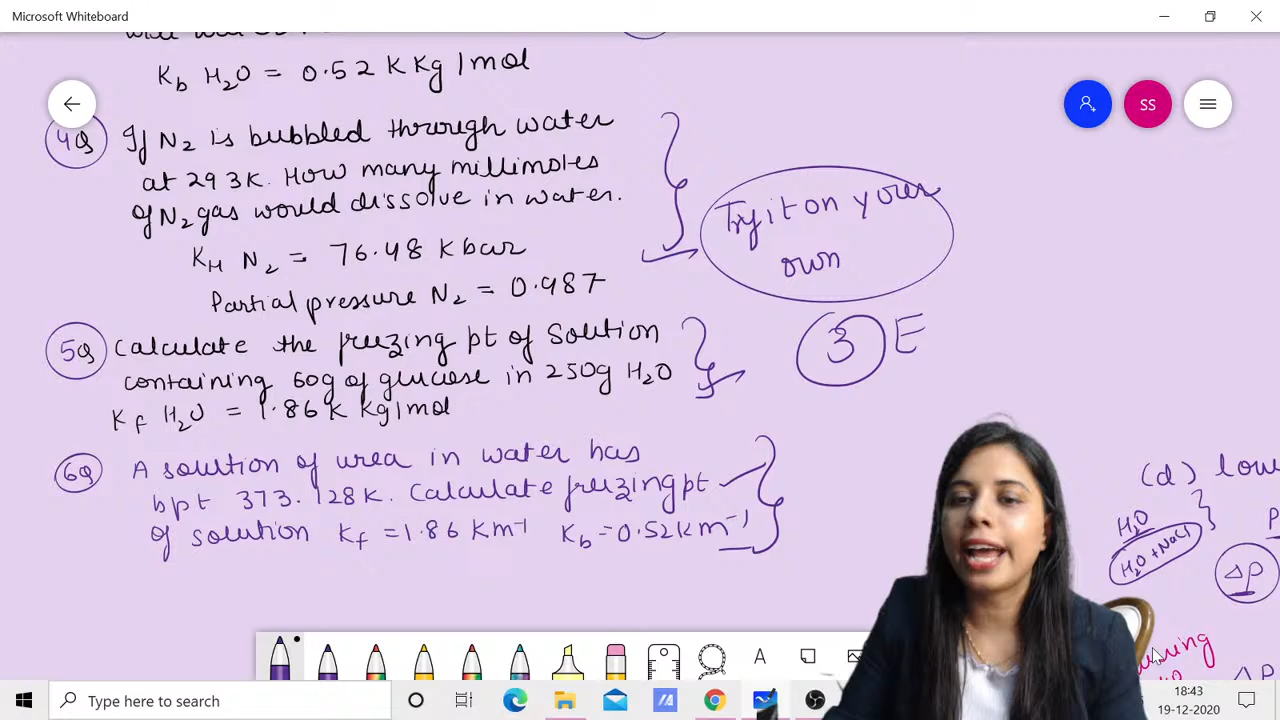 Microsoft Whiteboard
Kb H2O = 0.52 K Kg / mol
4Q If N2 is bubbled through water
at 293K. How many millimoles
of N2 gas would dissolve in water.
KH N2 = 76.48 Kbar
Partial pressure N2 = 0.987
Try it on your
own
3 E
5Q Calculate the freezing pt of Solution
containing 60g of glucose in 250g H2O
Kf H2O = 1.86 K Kg/mol
6Q A solution of urea in water has
bpt 373.128K. Calculate freezing pt
of solution Kf = 1.86 Km-1 Kb = 0.52 Km-1
(d) low
H2O
H2O + NaCl
P
ΔP
ΔP
SS
A
Type here to search
18:43
19-12-2020